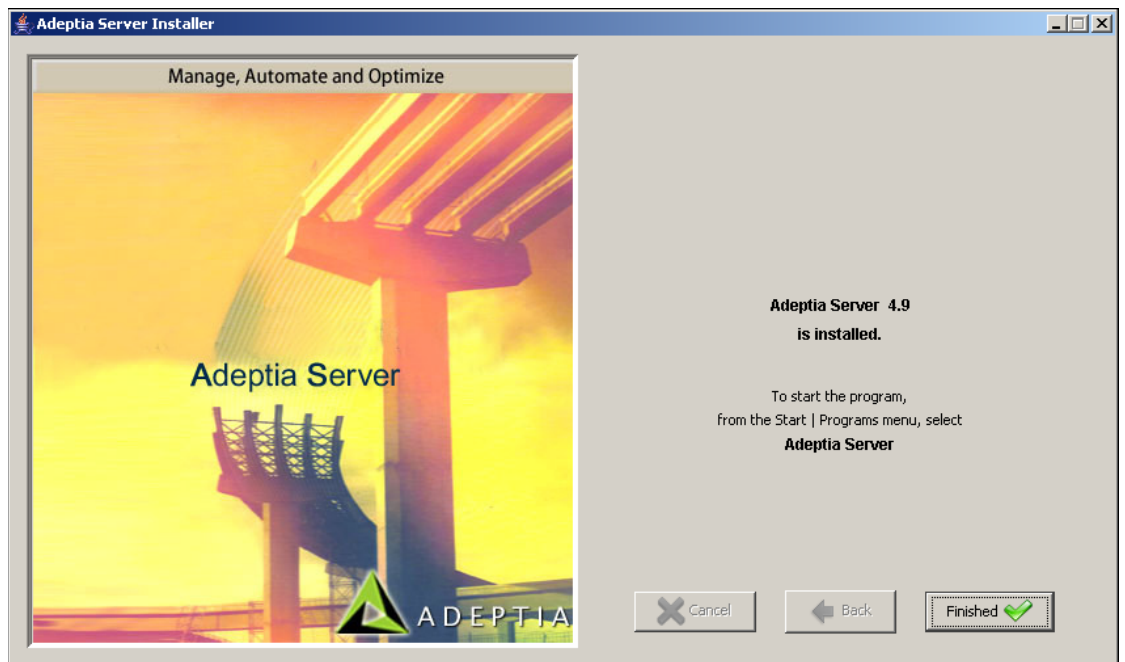 Adeptia Server Installer
Manage, Automate and Optimize
Adeptia Server
ADEPTIA
Adeptia Server 4.9
is installed.
To start the program,
from the Start | Programs menu, select
Adeptia Server
Cancel
Back
Finished